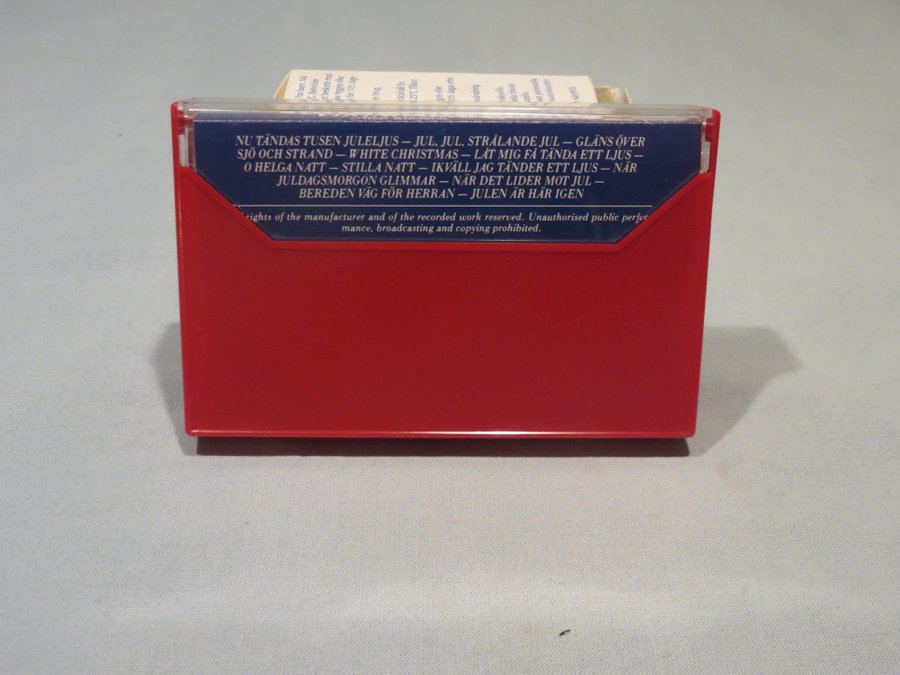 NU TÄNDAS TUSEN JULELJUS — JUL, JUL, STRÅLANDE JUL — GLÄNS ÖVER
SJÖ OCH STRAND — WHITE CHRISTMAS — LÅT MIG FÅ TÄNDA ETT LJUS —
O HELGA NATT — STILLA NATT — IKVÄLL JAG TÄNDER ETT LJUS — NÄR
JULDAGSMORGON GLIMMAR — NÄR DET LIDER MOT JUL —
BEREDEN VÄG FÖR HERRAN — JULEN ÄR HÄR IGEN
rights of the manufacturer and of the recorded work reserved. Unauthorised public perfor-
mance, broadcasting and copying prohibited.